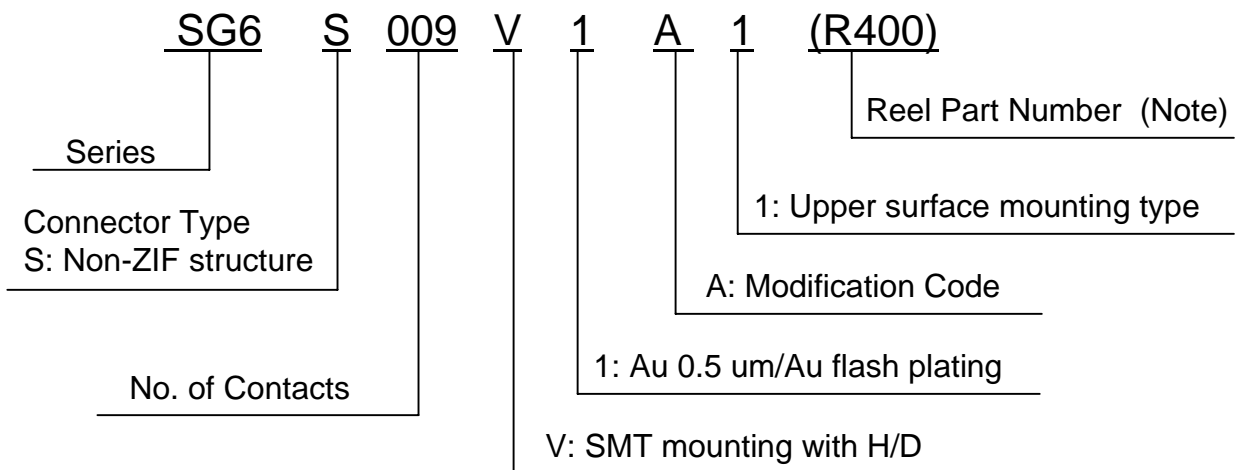 SG6 S 009 V 1 A 1 (R400)
Reel Part Number (Note)
Series
1: Upper surface mounting type
Connector Type
S: Non-ZIF structure
A: Modification Code
1: Au 0.5 um/Au flash plating
No. of Contacts
V: SMT mounting with H/D